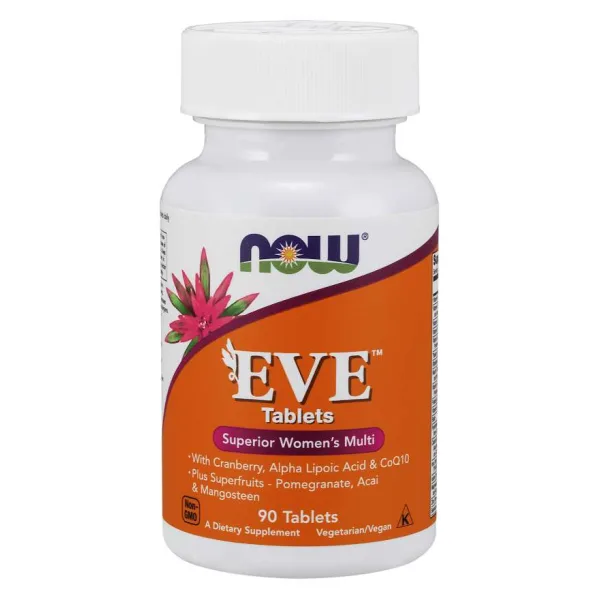 NOW®
EVE™
Tablets
Superior Women's Multi
• With Cranberry, Alpha Lipoic Acid & CoQ10
• Plus Superfruits - Pomegranate, Acai
& Mangosteen
Non-
GMO
90 Tablets
A Dietary Supplement
Vegetarian/Vegan
K